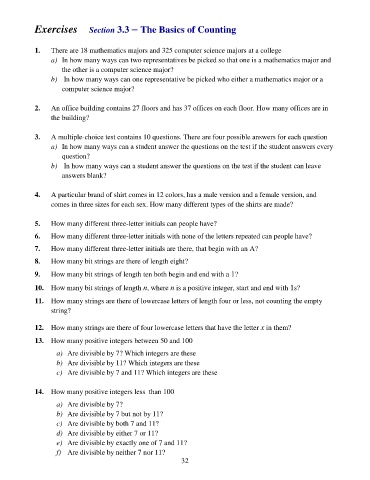 Exercises Section 3.3 – The Basics of Counting
1. There are 18 mathematics majors and 325 computer science majors at a college
a) In how many ways can two representatives be picked so that one is a mathematics major and
the other is a computer science major?
b) In how many ways can one representative be picked who either a mathematics major or a
computer science major?
2. An office building contains 27 floors and has 37 offices on each floor. How many offices are in
the building?
3. A multiple-choice test contains 10 questions. There are four possible answers for each question
a) In how many ways can a student answer the questions on the test if the student answers every
question?
b) In how many ways can a student answer the questions on the test if the student can leave
answers blank?
4. A particular brand of shirt comes in 12 colors, has a male version and a female version, and
comes in three sizes for each sex. How many different types of the shirts are made?
5. How many different three-letter initials can people have?
6. How many different three-letter initials with none of the letters repeated can people have?
7. How many different three-letter initials are there, that begin with an A?
8. How many bit strings are there of length eight?
9. How many bit strings of length ten both begin and end with a 1?
10. How many bit strings of length n, where n is a positive integer, start and end with 1s?
11. How many strings are there of lowercase letters of length four or less, not counting the empty
string?
12. How many strings are there of four lowercase letters that have the letter x in them?
13. How many positive integers between 50 and 100
a) Are divisible by 7? Which integers are these
b) Are divisible by 11? Which integers are these
c) Are divisible by 7 and 11? Which integers are these
14. How many positive integers less than 100
a) Are divisible by 7?
b) Are divisible by 7 but not by 11?
c) Are divisible by both 7 and 11?
d) Are divisible by either 7 or 11?
e) Are divisible by exactly one of 7 and 11?
f) Are divisible by neither 7 nor 11?
32